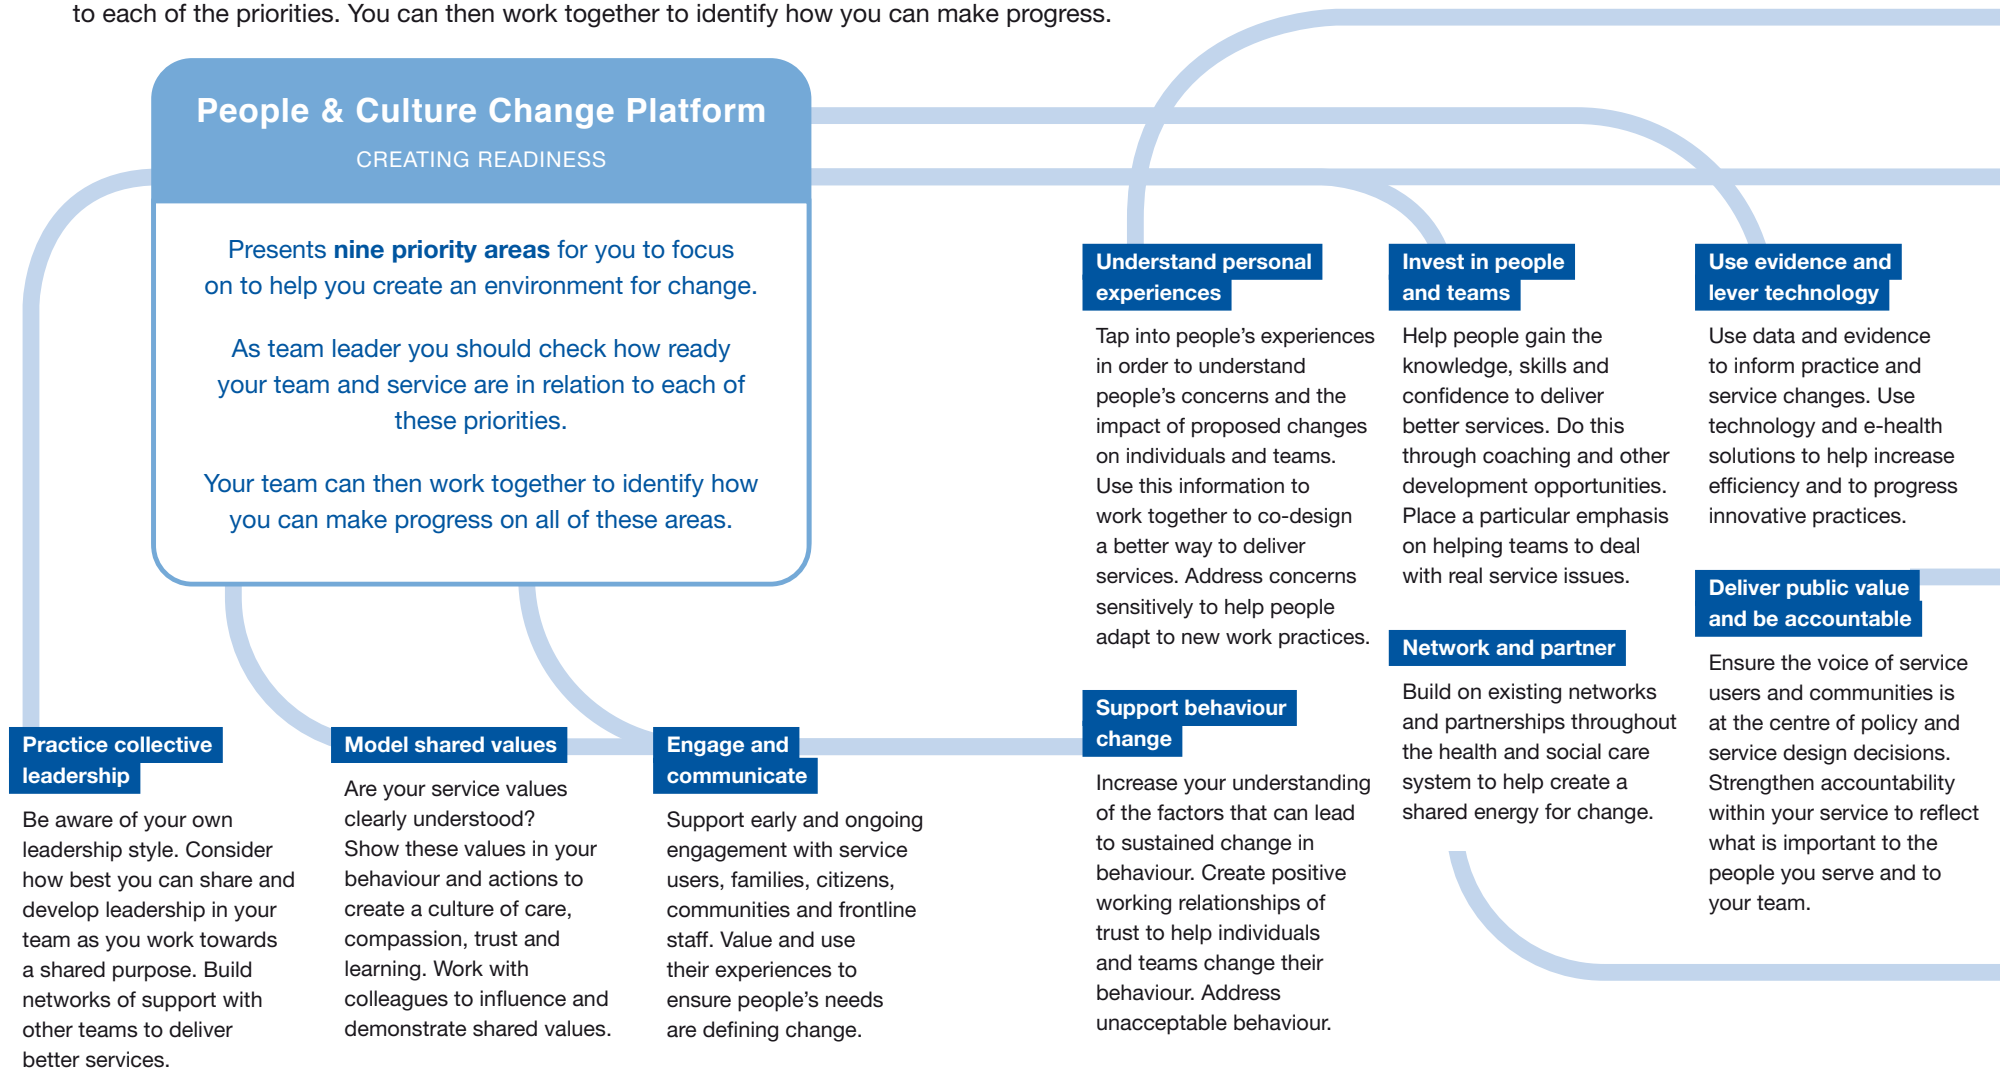 to each of the priorities. You can then work together to identify how you can make progress.
People & Culture Change Platform
CREATING READINESS
Presents nine priority areas for you to focus
on to help you create an environment for change.
As team leader you should check how ready
your team and service are in relation to each of
these priorities.
Your team can then work together to identify how
you can make progress on all of these areas.
Practice collective
leadership
Be aware of your own
leadership style. Consider
how best you can share and
develop leadership in your
team as you work towards
a shared purpose. Build
networks of support with
other teams to deliver
better services.
Model shared values
Are your service values
clearly understood?
Show these values in your
behaviour and actions to
create a culture of care,
compassion, trust and
learning. Work with
colleagues to influence and
demonstrate shared values.
Engage and
communicate
Support early and ongoing
engagement with service
users, families, citizens,
communities and frontline
staff. Value and use
their experiences to
ensure people’s needs
are defining change.
Understand personal
experiences
Tap into people’s experiences
in order to understand
people’s concerns and the
impact of proposed changes
on individuals and teams.
Use this information to
work together to co-design
a better way to deliver
services. Address concerns
sensitively to help people
adapt to new work practices.
Support behaviour
change
Increase your understanding
of the factors that can lead
to sustained change in
behaviour. Create positive
working relationships of
trust to help individuals
and teams change their
behaviour. Address
unacceptable behaviour.
Invest in people
and teams
Help people gain the
knowledge, skills and
confidence to deliver
better services. Do this
through coaching and other
development opportunities.
Place a particular emphasis
on helping teams to deal
with real service issues.
Network and partner
Build on existing networks
and partnerships throughout
the health and social care
system to help create a
shared energy for change.
Use evidence and
lever technology
Use data and evidence
to inform practice and
service changes. Use
technology and e-health
solutions to help increase
efficiency and to progress
innovative practices.
Deliver public value
and be accountable
Ensure the voice of service
users and communities is
at the centre of policy and
service design decisions.
Strengthen accountability
within your service to reflect
what is important to the
people you serve and to
your team.